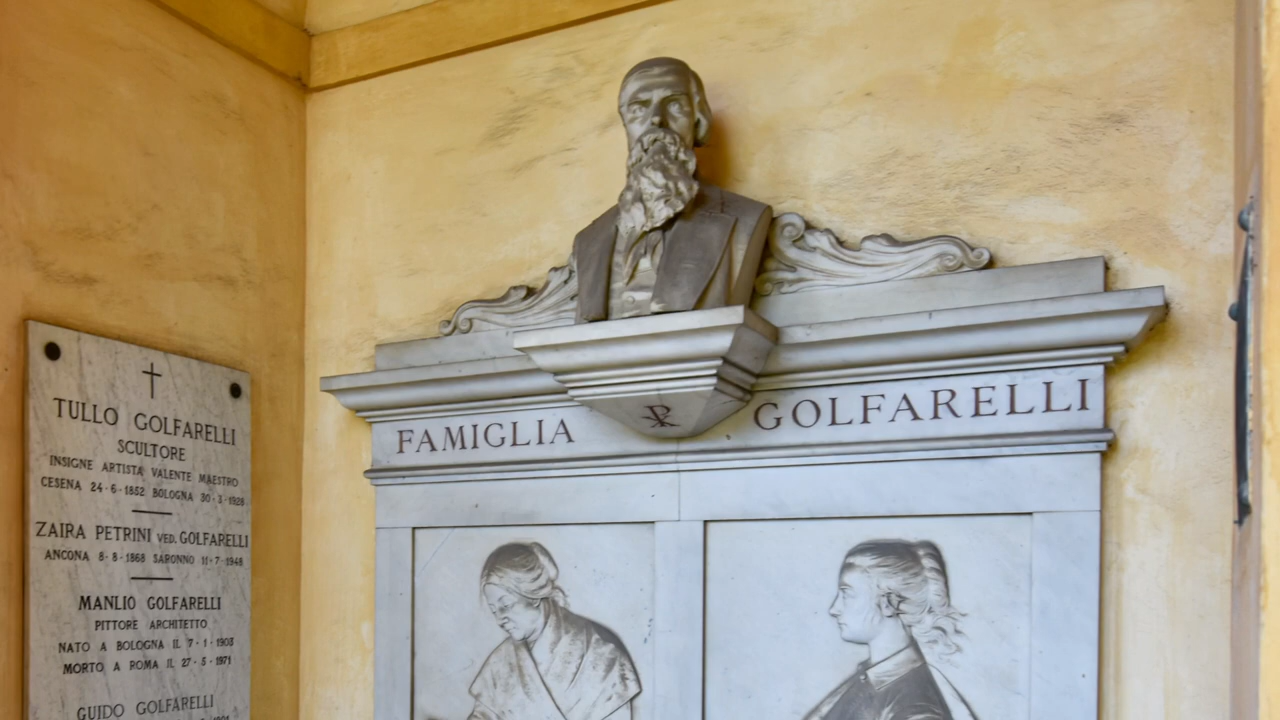 TULLO GOLFARELLI
SCULTORE
INSIGNE ARTISTA VALENTE MAESTRO
CESENA 24·6·1852 BOLOGNA 30·3·1928
ZAIRA PETRINI VED. GOLFARELLI
ANCONA 8·8·1868 SARONNO 11·7·1948
MANLIO GOLFARELLI
PITTORE ARCHITETTO
NATO A BOLOGNA IL 7·1·1903
MORTO A ROMA IL 27·5·1971
GUIDO GOLFARELLI
FAMIGLIA GOLFARELLI